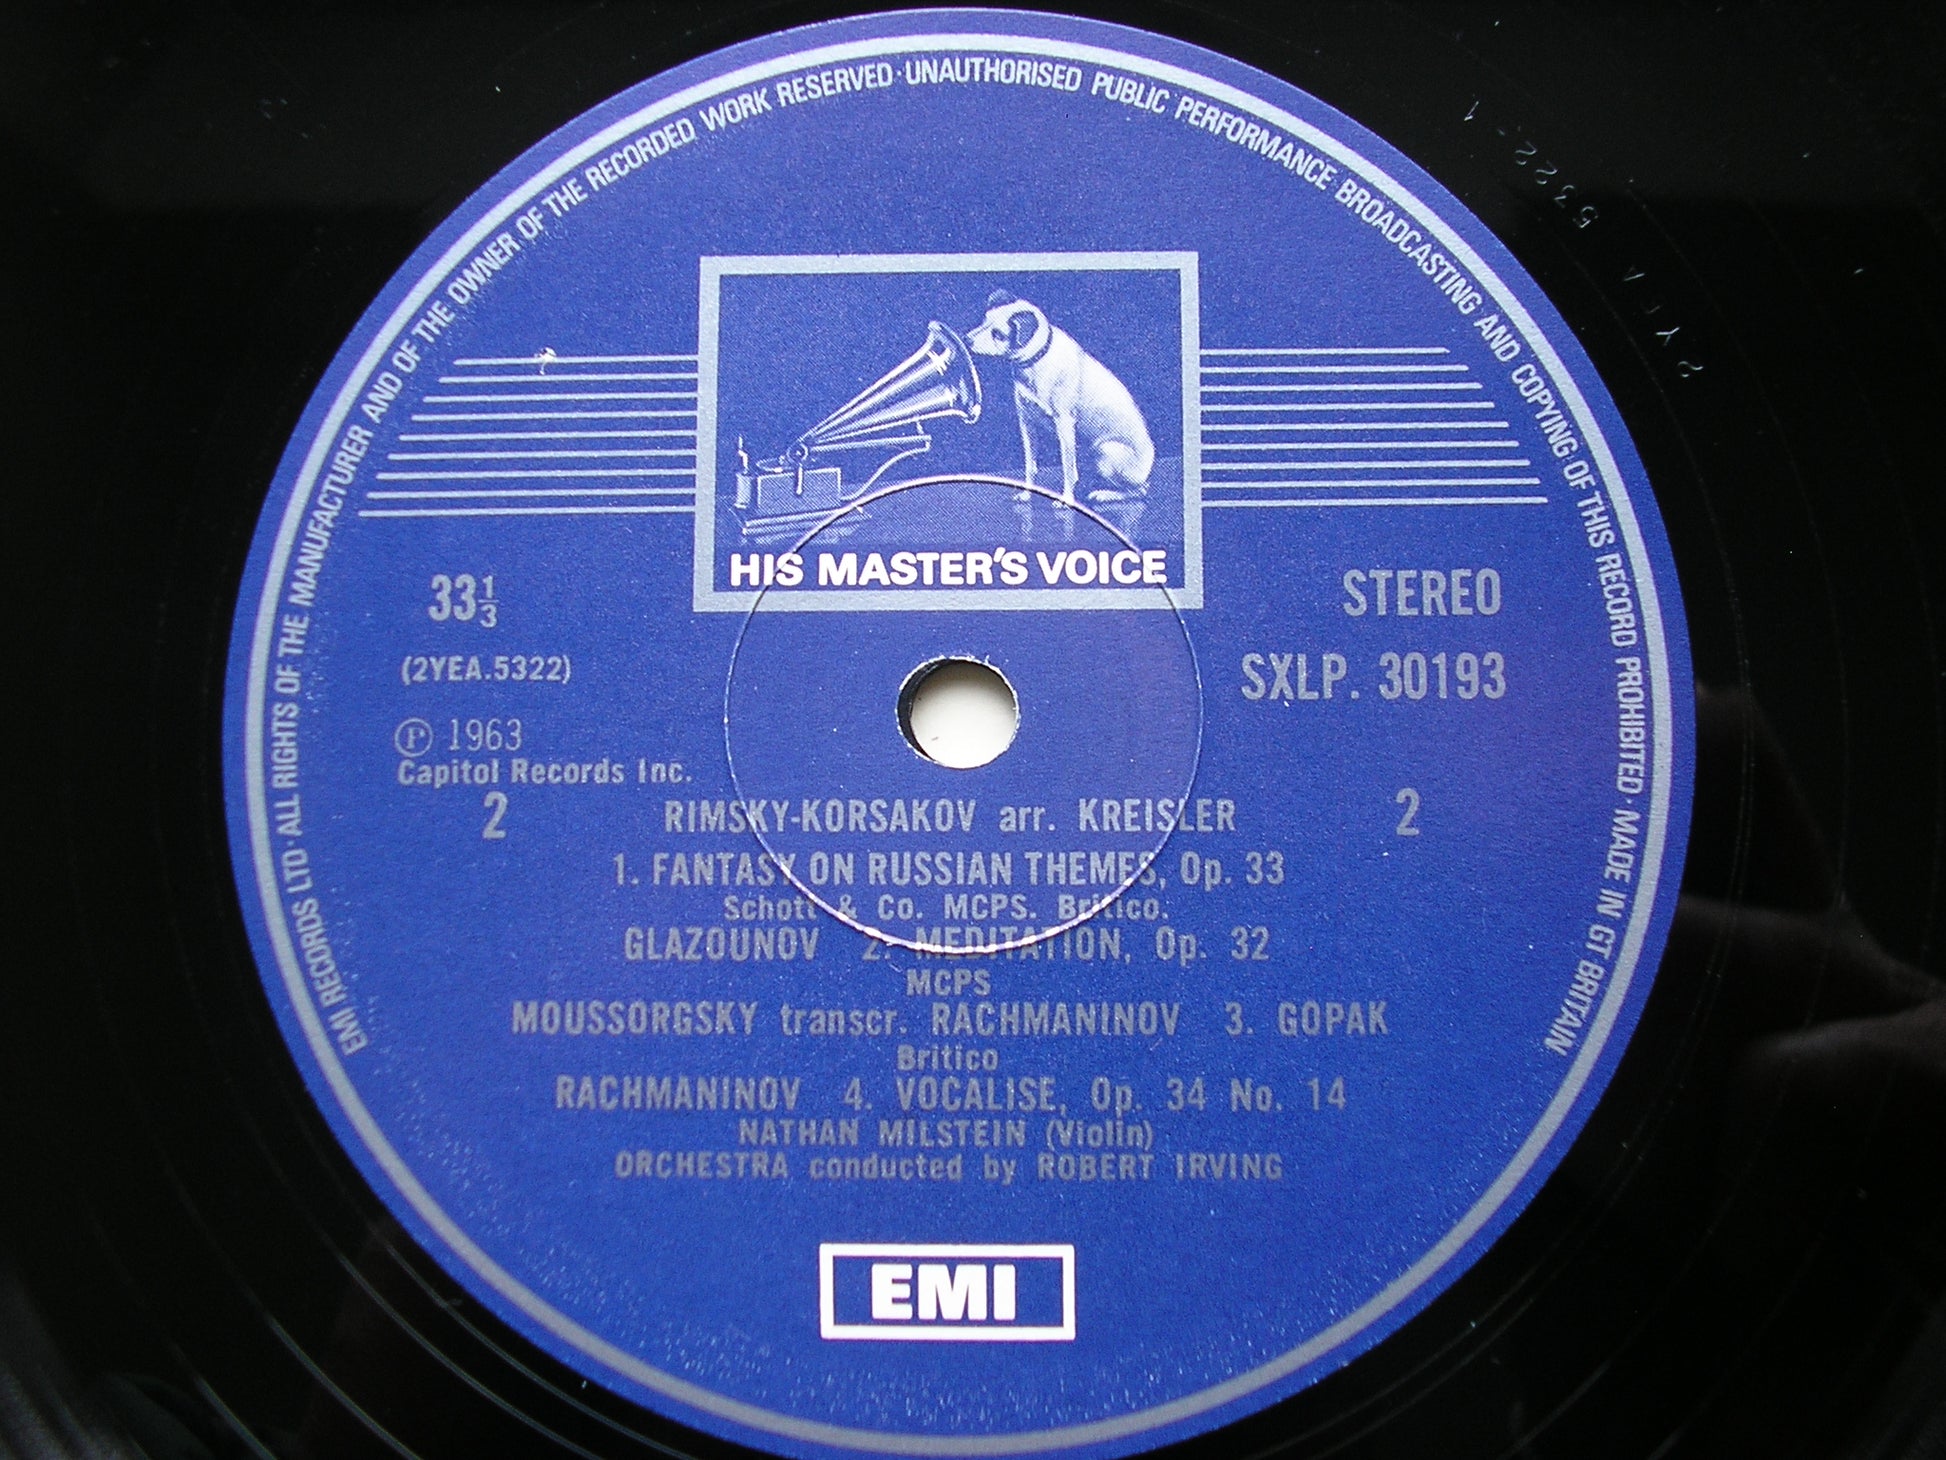 EMI RECORDS LTD·ALL RIGHTS OF THE MANUFACTURER AND OF THE OWNER OF THE RECORDED WORK RESERVED·UNAUTHORISED PUBLIC PERFORMANCE BROADCASTING AND COPYING·OF THIS RECORD PROHIBITED·MADE IN GT BRITAIN
HIS MASTER'S VOICE
33⅓
STEREO
(2YEA.5322)
SXLP. 30193
Ⓟ 1963
Capitol Records Inc.
2 RIMSKY-KORSAKOV arr. KREISLER 2
1. FANTASY ON RUSSIAN THEMES, Op. 33
Schott & Co. MCPS. Britico.
GLAZOUNOV 2. MEDITATION, Op. 32
MCPS
MOUSSORGSKY transcr. RACHMANINOV 3. GOPAK
Britico
RACHMANINOV 4. VOCALISE, Op. 34 No. 14
NATHAN MILSTEIN (Violin)
ORCHESTRA conducted by ROBERT IRVING
EMI
5322-1